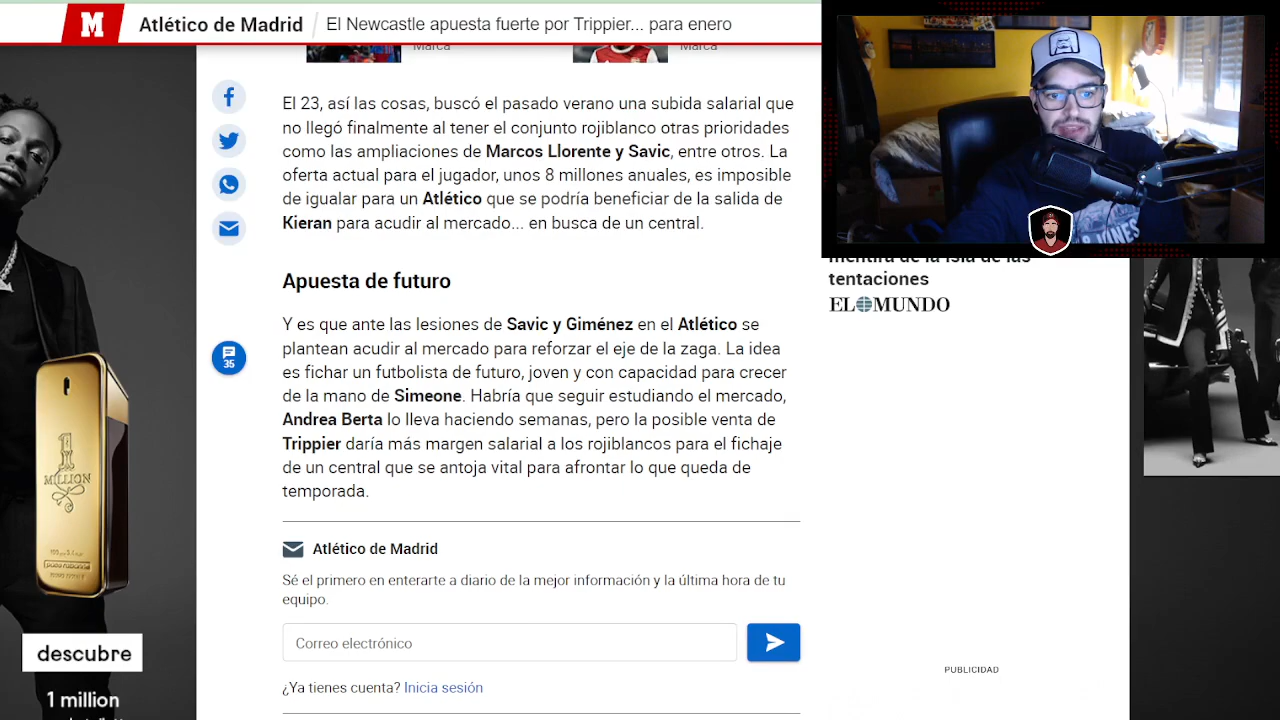 M
Atlético de Madrid
El Newcastle apuesta fuerte por Trippier... para enero
Marca
Marca
El 23, así las cosas, buscó el pasado verano una subida salarial que
no llegó finalmente al tener el conjunto rojiblanco otras prioridades
como las ampliaciones de Marcos Llorente y Savic, entre otros. La
oferta actual para el jugador, unos 8 millones anuales, es imposible
de igualar para un Atlético que se podría beneficiar de la salida de
Kieran para acudir al mercado... en busca de un central.
Apuesta de futuro
Y es que ante las lesiones de Savic y Giménez en el Atlético se
plantean acudir al mercado para reforzar el eje de la zaga. La idea
es fichar un futbolista de futuro, joven y con capacidad para crecer
de la mano de Simeone. Habría que seguir estudiando el mercado,
Andrea Berta lo lleva haciendo semanas, pero la posible venta de
Trippier daría más margen salarial a los rojiblancos para el fichaje
de un central que se antoja vital para afrontar lo que queda de
temporada.
35
Atlético de Madrid
Sé el primero en enterarte a diario de la mejor información y la última hora de tu
equipo.
Correo electrónico
¿Ya tienes cuenta? Inicia sesión
mentira de la isla de las
tentaciones
EL MUNDO
PUBLICIDAD
1
MILLION
paco rabanne
descubre
1 million